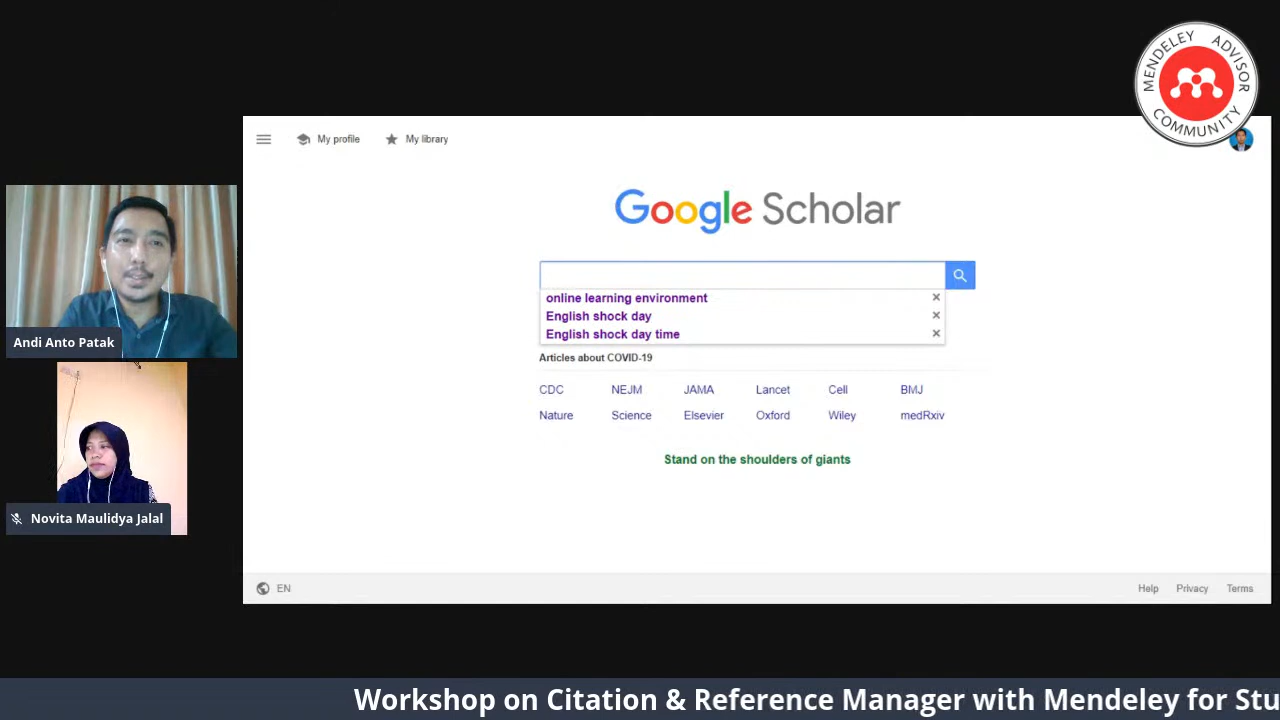 MENDELEY ADVISOR
COMMUNITY
My profile
My library
Google Scholar
online learning environment
English shock day
English shock day time
Articles about COVID-19
CDC NEJM JAMA Lancet Cell BMJ
Nature Science Elsevier Oxford Wiley medRxiv
Stand on the shoulders of giants
EN
Help Privacy Terms
Andi Anto Patak
Novita Maulidya Jalal
Workshop on Citation & Reference Manager with Mendeley for Stu